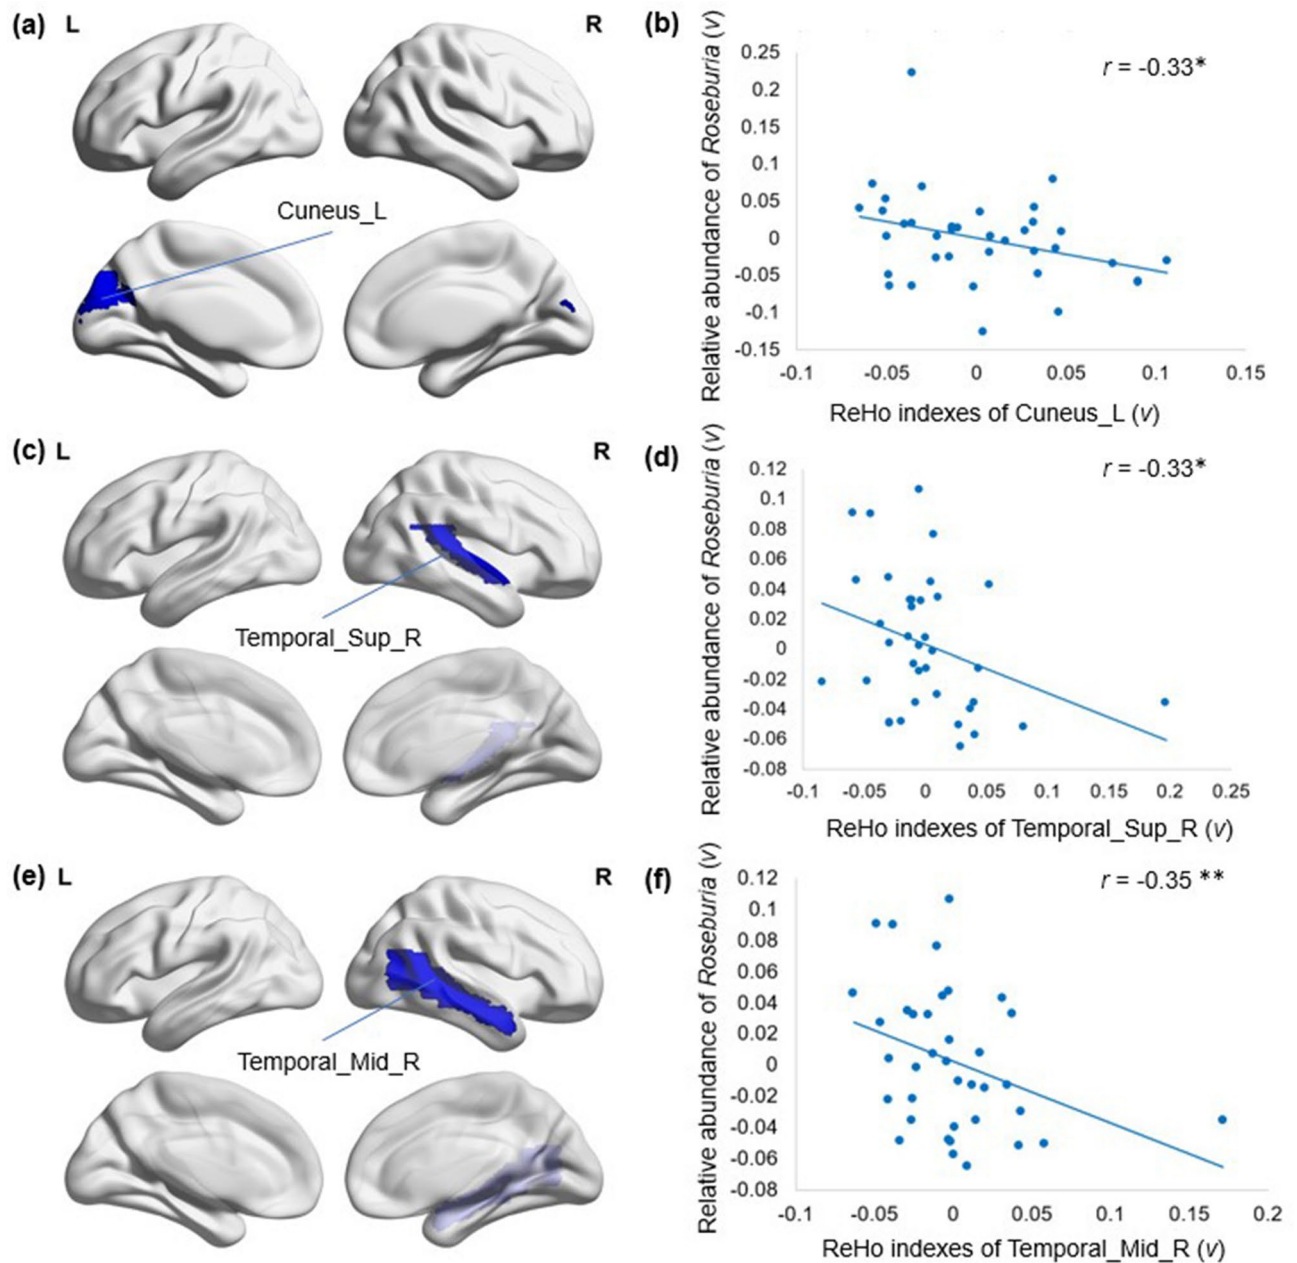 (a) L R
Cuneus_L
(b)
r = -0.33*
Relative abundance of Roseburia (v)
0.25
0.2
0.15
0.1
0.05
0
-0.05
-0.1
-0.15
-0.1 -0.05 0 0.05 0.1 0.15
ReHo indexes of Cuneus_L (v)
(c) L R
Temporal_Sup_R
(d)
r = -0.33*
Relative abundance of Roseburia (v)
0.12
0.1
0.08
0.06
0.04
0.02
0
-0.02
-0.04
-0.06
-0.08
-0.1 -0.05 0 0.05 0.1 0.15 0.2 0.25
ReHo indexes of Temporal_Sup_R (v)
(e) L R
Temporal_Mid_R
(f)
r = -0.35 **
Relative abundance of Roseburia (v)
0.12
0.1
0.08
0.06
0.04
0.02
0
-0.02
-0.04
-0.06
-0.08
-0.1 -0.05 0 0.05 0.1 0.15 0.2
ReHo indexes of Temporal_Mid_R (v)